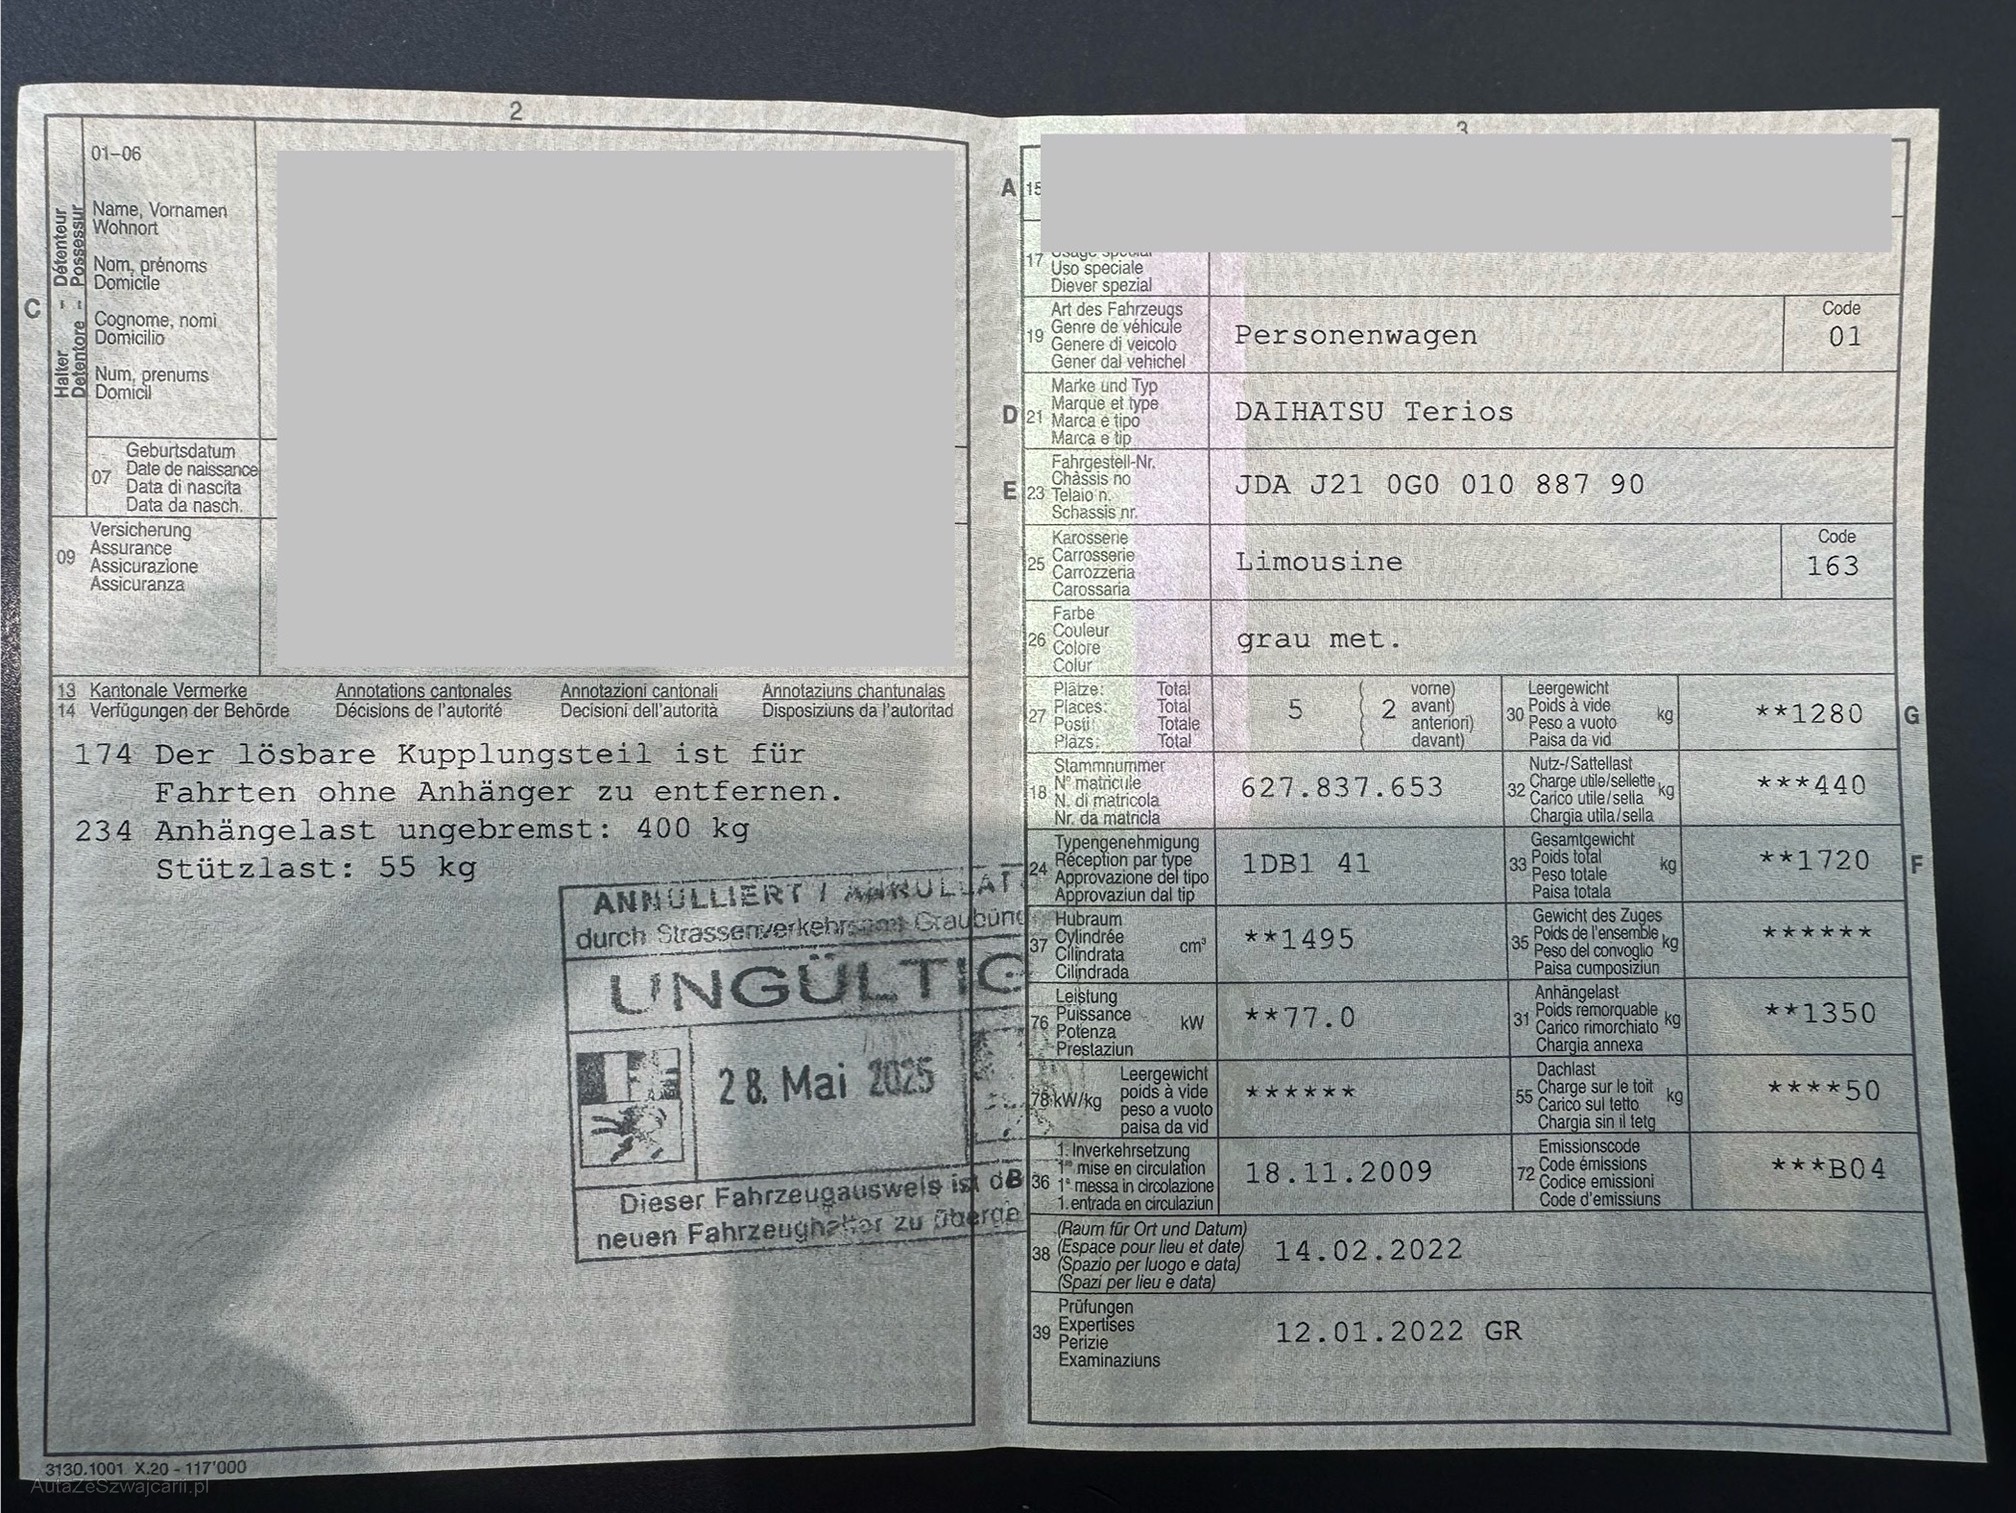 2
01–06
Halter – Détenteur
Detentore – Possessur
Name, Vornamen
Wohnort
Nom, prénoms
Domicile
Cognome, nomi
Domicilio
Num, prenums
Domicil
C
07
Geburtsdatum
Date de naissance
Data di nascita
Data da nasch.
09
Versicherung
Assurance
Assicurazione
Assicuranza
13 Kantonale Vermerke Annotations cantonales Annotazioni cantonali Annotaziuns chantunalas
14 Verfügungen der Behörde Décisions de l'autorité Decisioni dell'autorità Disposiziuns da l'autoritad
174 Der lösbare Kupplungsteil ist für
Fahrten ohne Anhänger zu entfernen.
234 Anhängelast ungebremst: 400 kg
Stützlast: 55 kg
ANNULLIERT /
durch Strassenverkehrsamt
UNGÜLTIG
28. Mai 2025
Dieser Fahrzeugausweis ist
neuen Fahrzeughalter zu
3130.1001 X.20 - 117'000
AutaZeSzwajcarii.pl
3
A 15
17
Uso speciale
Diever spezial
19
Art des Fahrzeugs
Genre de véhicule
Genere di veicolo
Gener dal vehichel
Personenwagen
Code
01
D 21
Marke und Typ
Marque et type
Marca e tipo
Marca e tip
DAIHATSU Terios
E 23
Fahrgestell-Nr.
Châssis no
Telaio n.
Schassis nr.
JDA J21 0G0 010 887 90
25
Karosserie
Carrosserie
Carrozzeria
Carossaria
Limousine
Code
163
26
Farbe
Couleur
Colore
Colur
grau met.
27
Plätze: Total
Places: Total
Posti: Totale
Plazs: Total
5 ( 2 vorne)
avant)
anteriori)
davant)
30
Leergewicht
Poids à vide
Peso a vuoto
Paisa da vid
kg
**1280
G
18
Stammnummer
N° matricule
N. di matricola
Nr. da matricla
627.837.653
32
Nutz-/Sattellast
Charge utile/sellette
Carico utile/sella
Chargia utila/sella
kg
***440
24
Typengenehmigung
Réception par type
Approvazione del tipo
Approvaziun dal tip
1DB1 41
33
Gesamtgewicht
Poids total
Peso totale
Paisa totala
kg
**1720
F
37
Hubraum
Cylindrée
Cilindrata
Cilindrada
cm³
**1495
35
Gewicht des Zuges
Poids de l'ensemble
Peso del convoglio
Paisa cumposiziun
kg
******
76
Leistung
Puissance
Potenza
Prestaziun
kW
**77.0
31
Anhängelast
Poids remorquable
Carico rimorchiato
Chargia annexa
kg
**1350
78 kW/kg
Leergewicht
poids à vide
peso a vuoto
paisa da vid
******
55
Dachlast
Charge sur le toit
Carico sul tetto
Chargia sin il tetg
kg
****50
B 36
1. Inverkehrsetzung
1re mise en circulation
1a messa in circolazione
1. entrada en circulaziun
18.11.2009
72
Emissionscode
Code émissions
Codice emissioni
Code d'emissiuns
***B04
38
(Raum für Ort und Datum)
(Espace pour lieu et date)
(Spazio per luogo e data)
(Spazi per lieu e data)
14.02.2022
39
Prüfungen
Expertises
Perizie
Examinaziuns
12.01.2022 GR